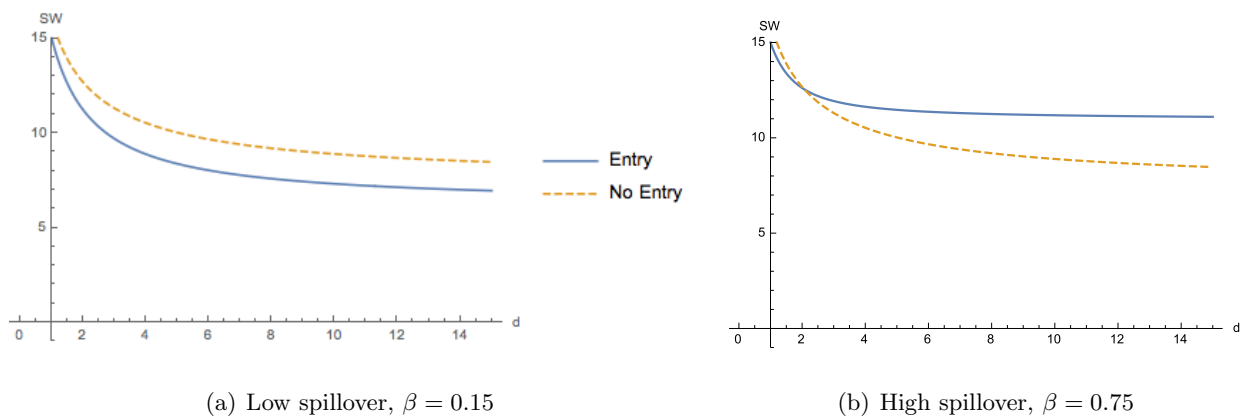 SW
15
10
5
0 2 4 6 8 10 12 14 d
Entry
No Entry
(a) Low spillover, β = 0.15
SW
15
10
5
0 2 4 6 8 10 12 14 d
(b) High spillover, β = 0.75